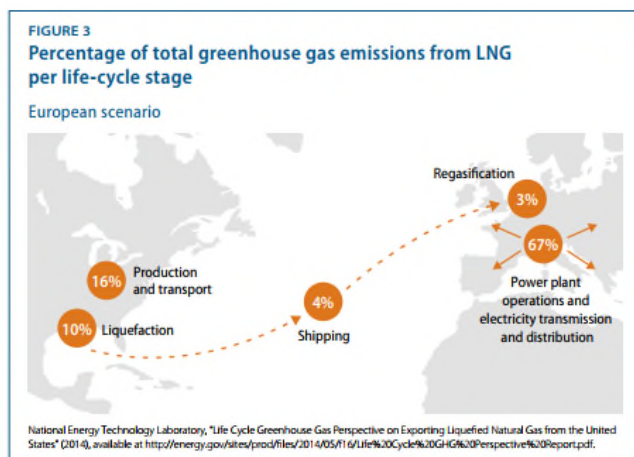 FIGURE 3
Percentage of total greenhouse gas emissions from LNG
per life-cycle stage
European scenario
Regasification
3%
67%
16%
Production
and transport
Power plant
operations and
electricity transmission
and distribution
4%
10%
Liquefaction
Shipping
National Energy Technology Laboratory, "Life Cycle Greenhouse Gas Perspective on Exporting Liquefied Natural Gas from the United
States" (2014), available at http://energy.gov/sites/prod/files/2014/05/f16/Life%20Cycle%20GHG%20Perspective%20Report.pdf.